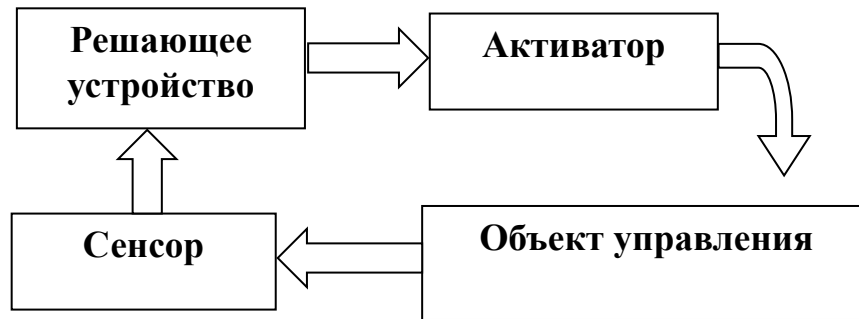 Решающее
устройство
Активатор
Сенсор
Объект управления